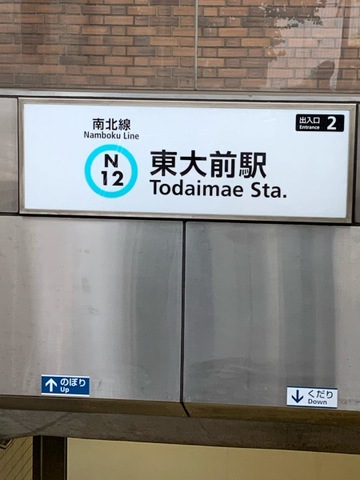 南北線
Namboku Line
N
12
東大前駅
Todaimae Sta.
出入口
Entrance
2
↑ のぼり
Up
↓ くだり
Down